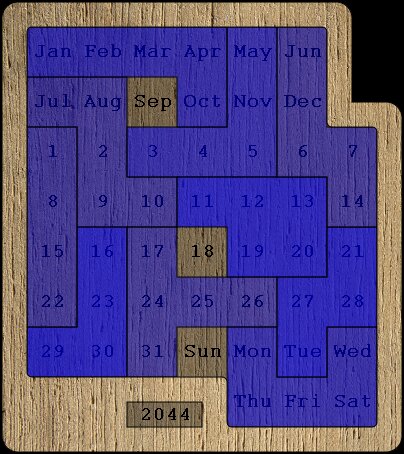 Jan Feb Mar Apr May Jun
Jul Aug Sep Oct Nov Dec
1 2 3 4 5 6 7
8 9 10 11 12 13 14
15 16 17 18 19 20 21
22 23 24 25 26 27 28
29 30 31 Sun Mon Tue Wed
Thu Fri Sat
2044